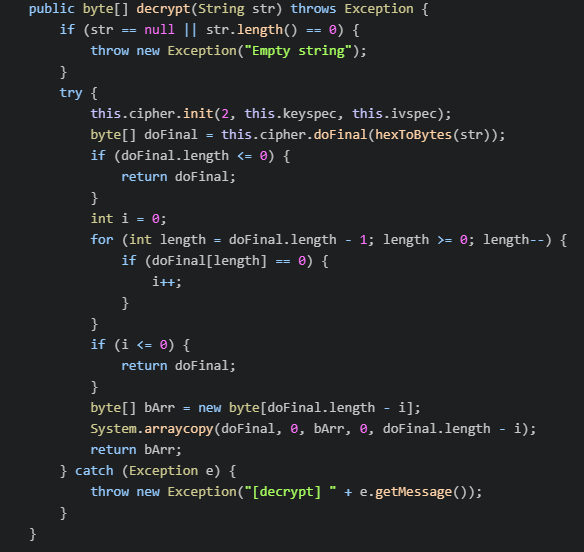 public byte[] decrypt(String str) throws Exception {
    if (str == null || str.length() == 0) {
        throw new Exception("Empty string");
    }
    try {
        this.cipher.init(2, this.keyspec, this.ivspec);
        byte[] doFinal = this.cipher.doFinal(hexToBytes(str));
        if (doFinal.length <= 0) {
            return doFinal;
        }
        int i = 0;
        for (int length = doFinal.length - 1; length >= 0; length--) {
            if (doFinal[length] == 0) {
                i++;
            }
        }
        if (i <= 0) {
            return doFinal;
        }
        byte[] bArr = new byte[doFinal.length - i];
        System.arraycopy(doFinal, 0, bArr, 0, doFinal.length - i);
        return bArr;
    } catch (Exception e) {
        throw new Exception("[decrypt] " + e.getMessage());
    }
}